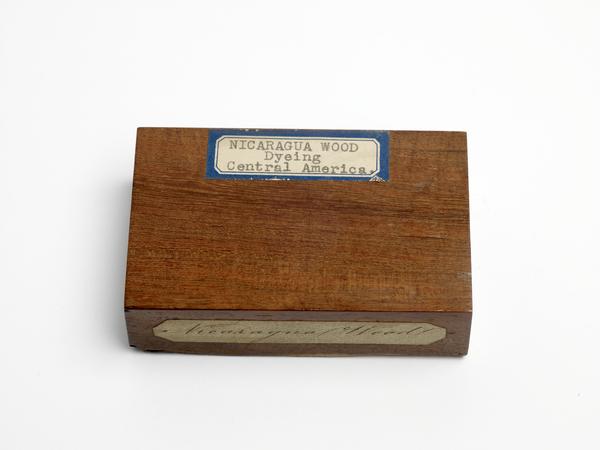 NICARAGUA WOOD
Dyeing
Central America.
Nicaragua Wood